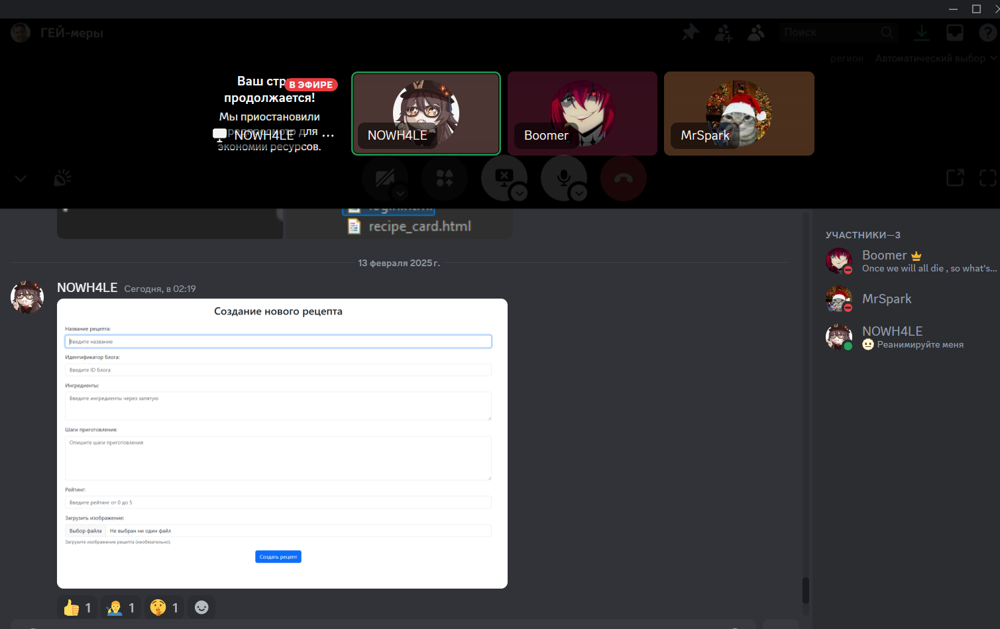 ГЕЙ-меры
Поиск
регион Автоматический выбор
Ваш стр
В ЭФИРЕ
продолжается!
Мы приостановили
для
экономии ресурсов.
NOWH4LE
NOWH4LE
Boomer
MrSpark
recipe_card.html
13 февраля 2025 г.
NOWH4LE Сегодня, в 02:19
Создание нового рецепта
Название рецепта:
Введите название
Идентификатор блога:
Введите ID блога
Ингредиенты:
Введите ингредиенты через запятую
Шаги приготовления:
Опишите шаги приготовления
Рейтинг:
Введите рейтинг от 0 до 5
Загрузить изображение:
Выбор файла Не выбран ни один файл
Загрузите изображение рецепта (необязательно).
Создать рецепт
1 1 1
УЧАСТНИКИ—3
Boomer
Once we will all die , so what's...
MrSpark
NOWH4LE
Реанимируйте меня